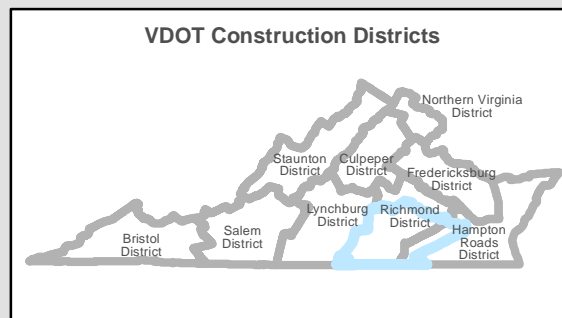 VDOT Construction Districts
Northern Virginia
District
Staunton
District
Culpeper
District
Fredericksburg
District
Lynchburg
District
Richmond
District
Hampton
Roads
District
Salem
District
Bristol
District